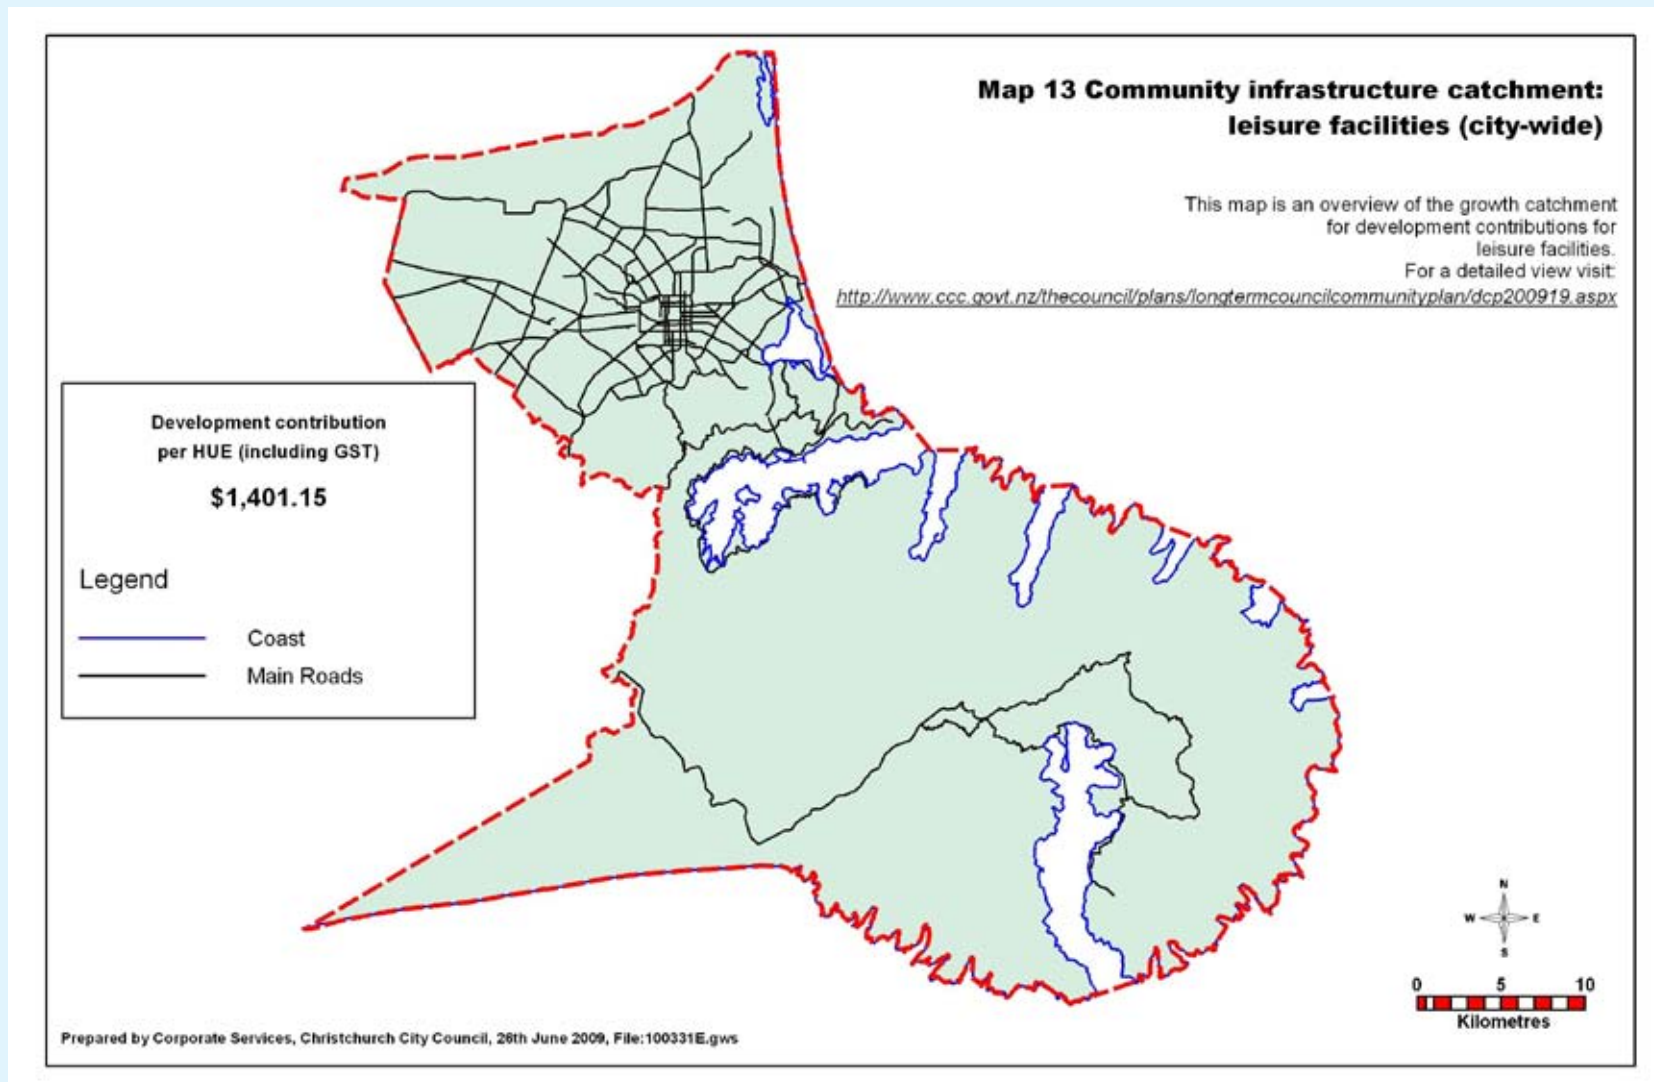 Map 13 Community infrastructure catchment:
leisure facilities (city-wide)
This map is an overview of the growth catchment
for development contributions for
leisure facilities.
For a detailed view visit:
http://www.ccc.govt.nz/thecouncil/plans/longtermcouncilcommunityplan/dcp200919.aspx
Development contribution
per HUE (including GST)
$1,401.15
Legend
Coast
Main Roads
N
W E
S
0 5 10
Kilometres
Prepared by Corporate Services, Christchurch City Council, 26th June 2009, File:100331E.gws